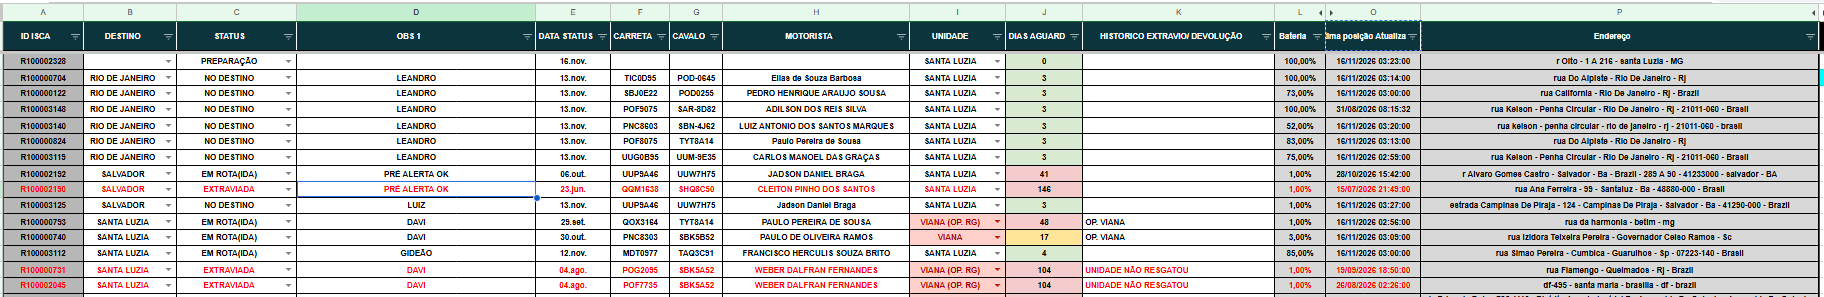 A B C D E F G H I J K L O P
ID ISCA DESTINO STATUS OBS 1 DATA STATUS CARRETA CAVALO MOTORISTA UNIDADE DIAS AGUARD HISTORICO EXTRAVIO/ DEVOLUÇÃO Bateria ima posição Atualiza Endereço
R100002328 PREPARAÇÃO 16.nov. SANTA LUZIA 0 100,00% 16/11/2026 03:23:00 r Oito - 1 A 216 - santa Luzia - MG
R100000704 RIO DE JANEIRO NO DESTINO LEANDRO 13.nov. TIC0D95 POD-0645 Elias de Souza Barbosa SANTA LUZIA 3 100,00% 16/11/2026 03:14:00 rua Do Alpiste - Rio De Janeiro - Rj
R100000122 RIO DE JANEIRO NO DESTINO LEANDRO 13.nov. SBJ0E22 POD0255 PEDRO HENRIQUE ARAUJO SOUSA SANTA LUZIA 3 73,00% 16/11/2026 03:00:00 rua California - Rio De Janeiro - Rj - Brazil
R100003148 RIO DE JANEIRO NO DESTINO LEANDRO 13.nov. POF9075 SAR-8D82 ADILSON DOS REIS SILVA SANTA LUZIA 3 100,00% 31/08/2026 08:15:32 rua Kelson - Penha Circular - Rio De Janeiro - Rj - 21011-060 - Brasil
R100003140 RIO DE JANEIRO NO DESTINO LEANDRO 13.nov. PNC8603 SBN-4J62 LUIZ ANTONIO DOS SANTOS MARQUES SANTA LUZIA 3 52,00% 16/11/2026 03:20:00 rua kelson - penha circular - rio de janeiro - rj - 21011-060 - brasil
R100000824 RIO DE JANEIRO NO DESTINO LEANDRO 13.nov. POF8075 TYT8A14 Paulo Pereira de Sousa SANTA LUZIA 3 83,00% 16/11/2026 03:13:00 rua Do Alpiste - Rio De Janeiro - Rj
R100003119 RIO DE JANEIRO NO DESTINO LEANDRO 13.nov. UUG0B95 UUM-9E35 CARLOS MANOEL DAS GRAÇAS SANTA LUZIA 3 75,00% 16/11/2026 02:59:00 rua Kelson - Penha Circular - Rio De Janeiro - Rj - 21011-060 - Brasil
R100002192 SALVADOR EM ROTA(IDA) PRÉ ALERTA OK 06.out. UUP9A46 UUW7H75 JADSON DANIEL BRAGA SANTA LUZIA 41 1,00% 28/10/2026 15:42:00 r Alvaro Gomes Castro - Salvador - Ba - Brazil - 289 A 90 - 41233000 - salvador - BA
R100002190 SALVADOR EXTRAVIADA PRÉ ALERTA OK 23.jun. QQM1638 SHQ8C50 CLEITON PINHO DOS SANTOS SANTA LUZIA 146 1,00% 15/07/2026 21:49:00 rua Ana Ferreira - 99 - Santaluz - Ba - 48880-000 - Brasil
R100003125 SALVADOR NO DESTINO LUIZ 13.nov. UUP9A46 UUW7H75 Jadson Daniel Braga SANTA LUZIA 3 1,00% 16/11/2026 03:27:00 estrada Campinas De Piraja - 124 - Campinas De Piraja - Salvador - Ba - 41290-000 - Brazil
R100000793 SANTA LUZIA EM ROTA(IDA) DAVI 29.set. QOX3164 TYT8A14 PAULO PEREIRA DE SOUSA VIANA (OP. RG) 48 OP. VIANA 1,00% 16/11/2026 02:56:00 rua da harmonia - betim - mg
R100000740 SANTA LUZIA EM ROTA(IDA) DAVI 30.out. PNC8303 SBK5B52 PAULO DE OLIVEIRA RAMOS VIANA 17 OP. VIANA 3,00% 16/11/2026 03:09:00 rua Izidora Teixeira Pereira - Governador Celso Ramos - Sc
R100003112 SANTA LUZIA EM ROTA(IDA) GIDEÃO 12.nov. MDT0977 TAQ3C91 FRANCISCO HERCULIS SOUZA BRITO SANTA LUZIA 4 85,00% 16/11/2026 03:00:00 rua Simao Pereira - Cumbica - Guarulhos - Sp - 07223-140 - Brasil
R100000731 SANTA LUZIA EXTRAVIADA DAVI 04.ago. POG2095 SBK5A52 WEBER DALFRAN FERNANDES VIANA (OP. RG) 104 UNIDADE NÃO RESGATOU 1,00% 19/09/2026 18:50:00 rua Flamengo - Queimados - Rj - Brazil
R100002045 SANTA LUZIA EXTRAVIADA DAVI 04.ago. POF7735 SBK5A52 WEBER DALFRAN FERNANDES VIANA (OP. RG) 104 UNIDADE NÃO RESGATOU 1,00% 26/08/2026 02:26:00 df-495 - santa maria - brasilia - df - brazil